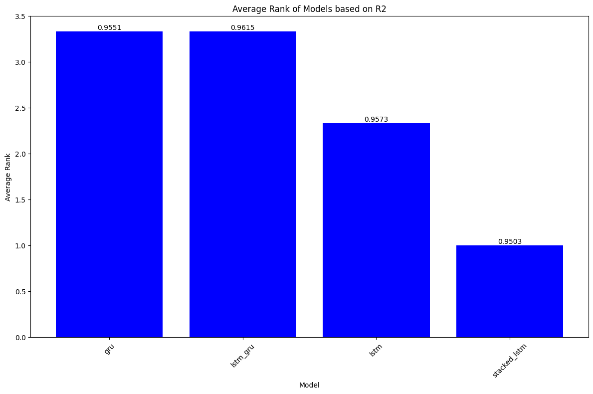 Average Rank of Models based on R2
3.5
3.0
2.5
2.0
1.5
1.0
0.5
0.0
Average Rank
0.9551
0.9615
0.9573
0.9503
gru
lstm_gru
lstm
stacked_lstm
Model